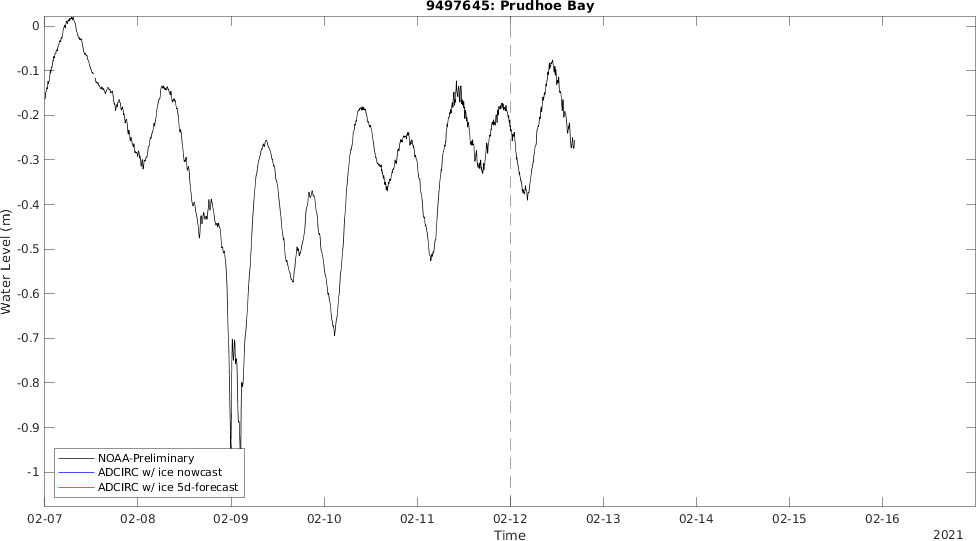 9497645: Prudhoe Bay
0
-0.1
-0.2
-0.3
-0.4
-0.5
-0.6
-0.7
-0.8
-0.9
-1
Water Level (m)
NOAA-Preliminary
ADCIRC w/ ice nowcast
ADCIRC w/ ice 5d-forecast
02-07 02-08 02-09 02-10 02-11 02-12 02-13 02-14 02-15 02-16
Time
2021